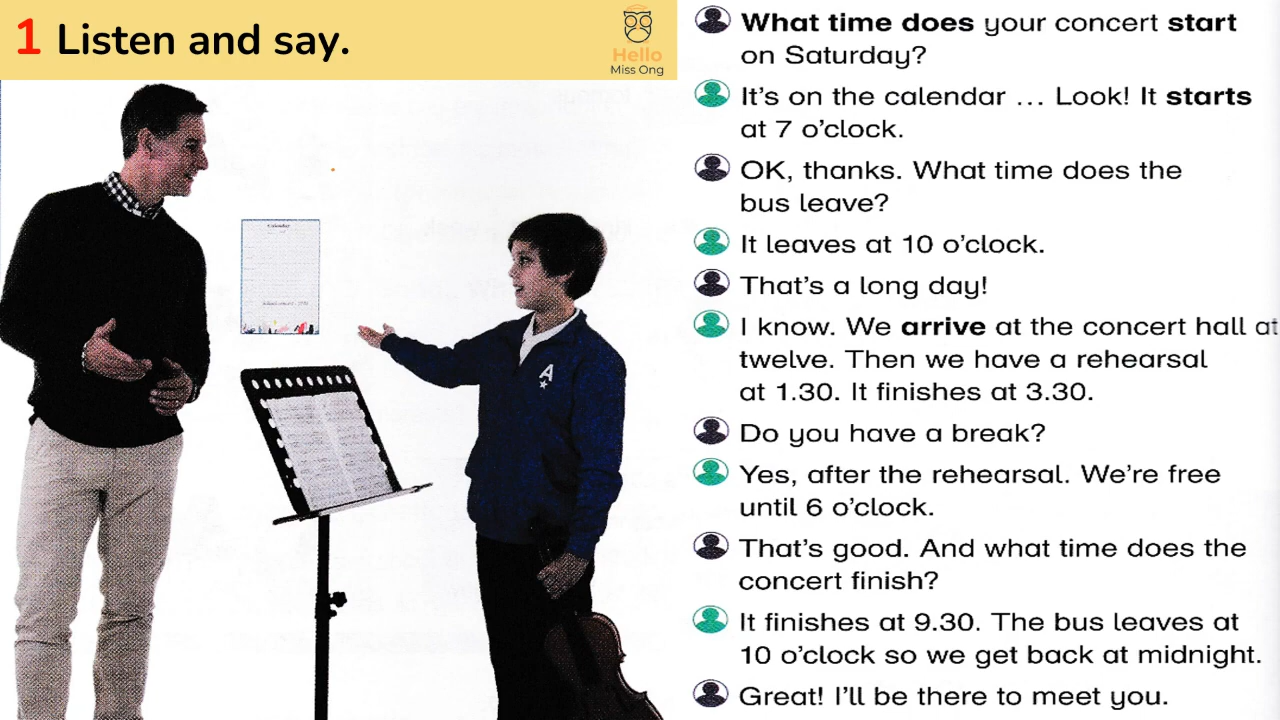 1 Listen and say.
Hello
Miss Ong
Calendar
A
What time does your concert start
on Saturday?
It's on the calendar ... Look! It starts
at 7 o'clock.
OK, thanks. What time does the
bus leave?
It leaves at 10 o'clock.
That's a long day!
I know. We arrive at the concert hall at
twelve. Then we have a rehearsal
at 1.30. It finishes at 3.30.
Do you have a break?
Yes, after the rehearsal. We're free
until 6 o'clock.
That's good. And what time does the
concert finish?
It finishes at 9.30. The bus leaves at
10 o'clock so we get back at midnight.
Great! I'll be there to meet you.